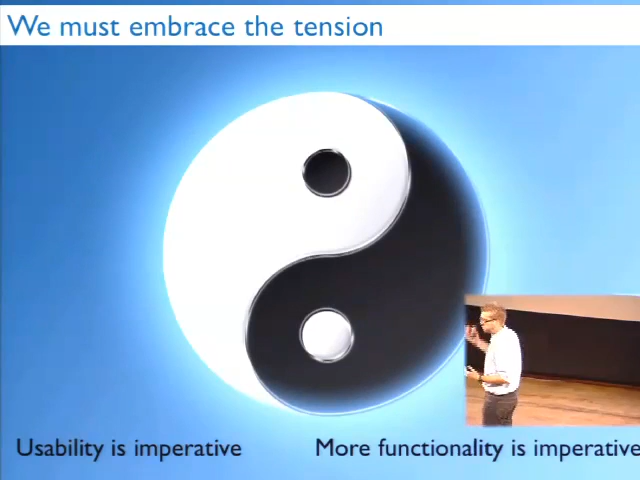 We must embrace the tension
Usability is imperative
More functionality is imperative